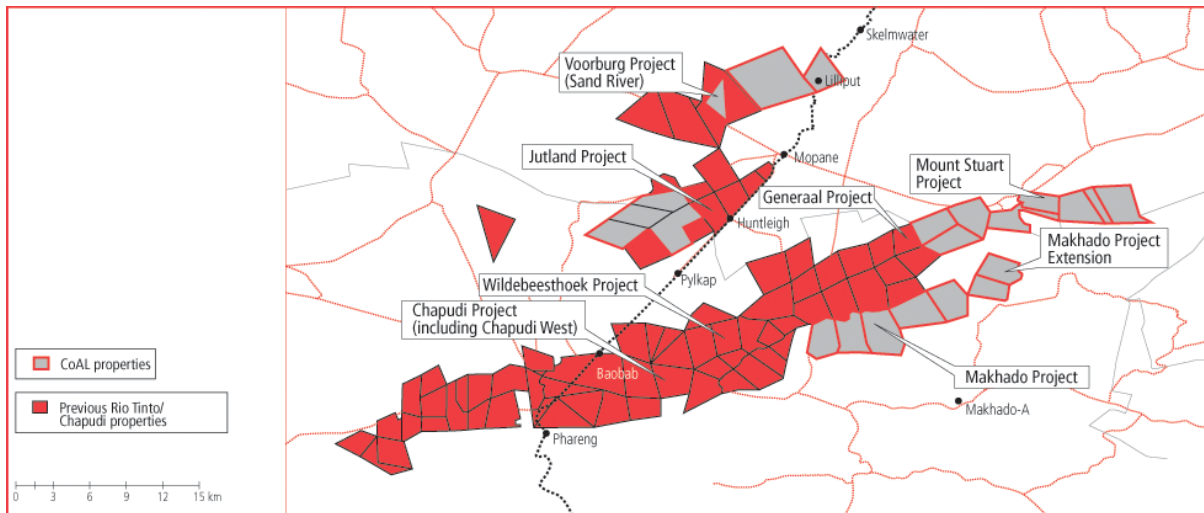 Skelmwater
Voorburg Project
(Sand River)
Lilliput
Jutland Project
Mopane
Mount Stuart
Project
Generaal Project
Huntleigh
Makhado Project
Extension
Pylkap
Wildebeesthoek Project
Chapudi Project
(including Chapudi West)
CoAL properties
Baobab
Makhado Project
Previous Rio Tinto/
Chapudi properties
Makhado-A
Phareng
0 3 6 9 12 15 km